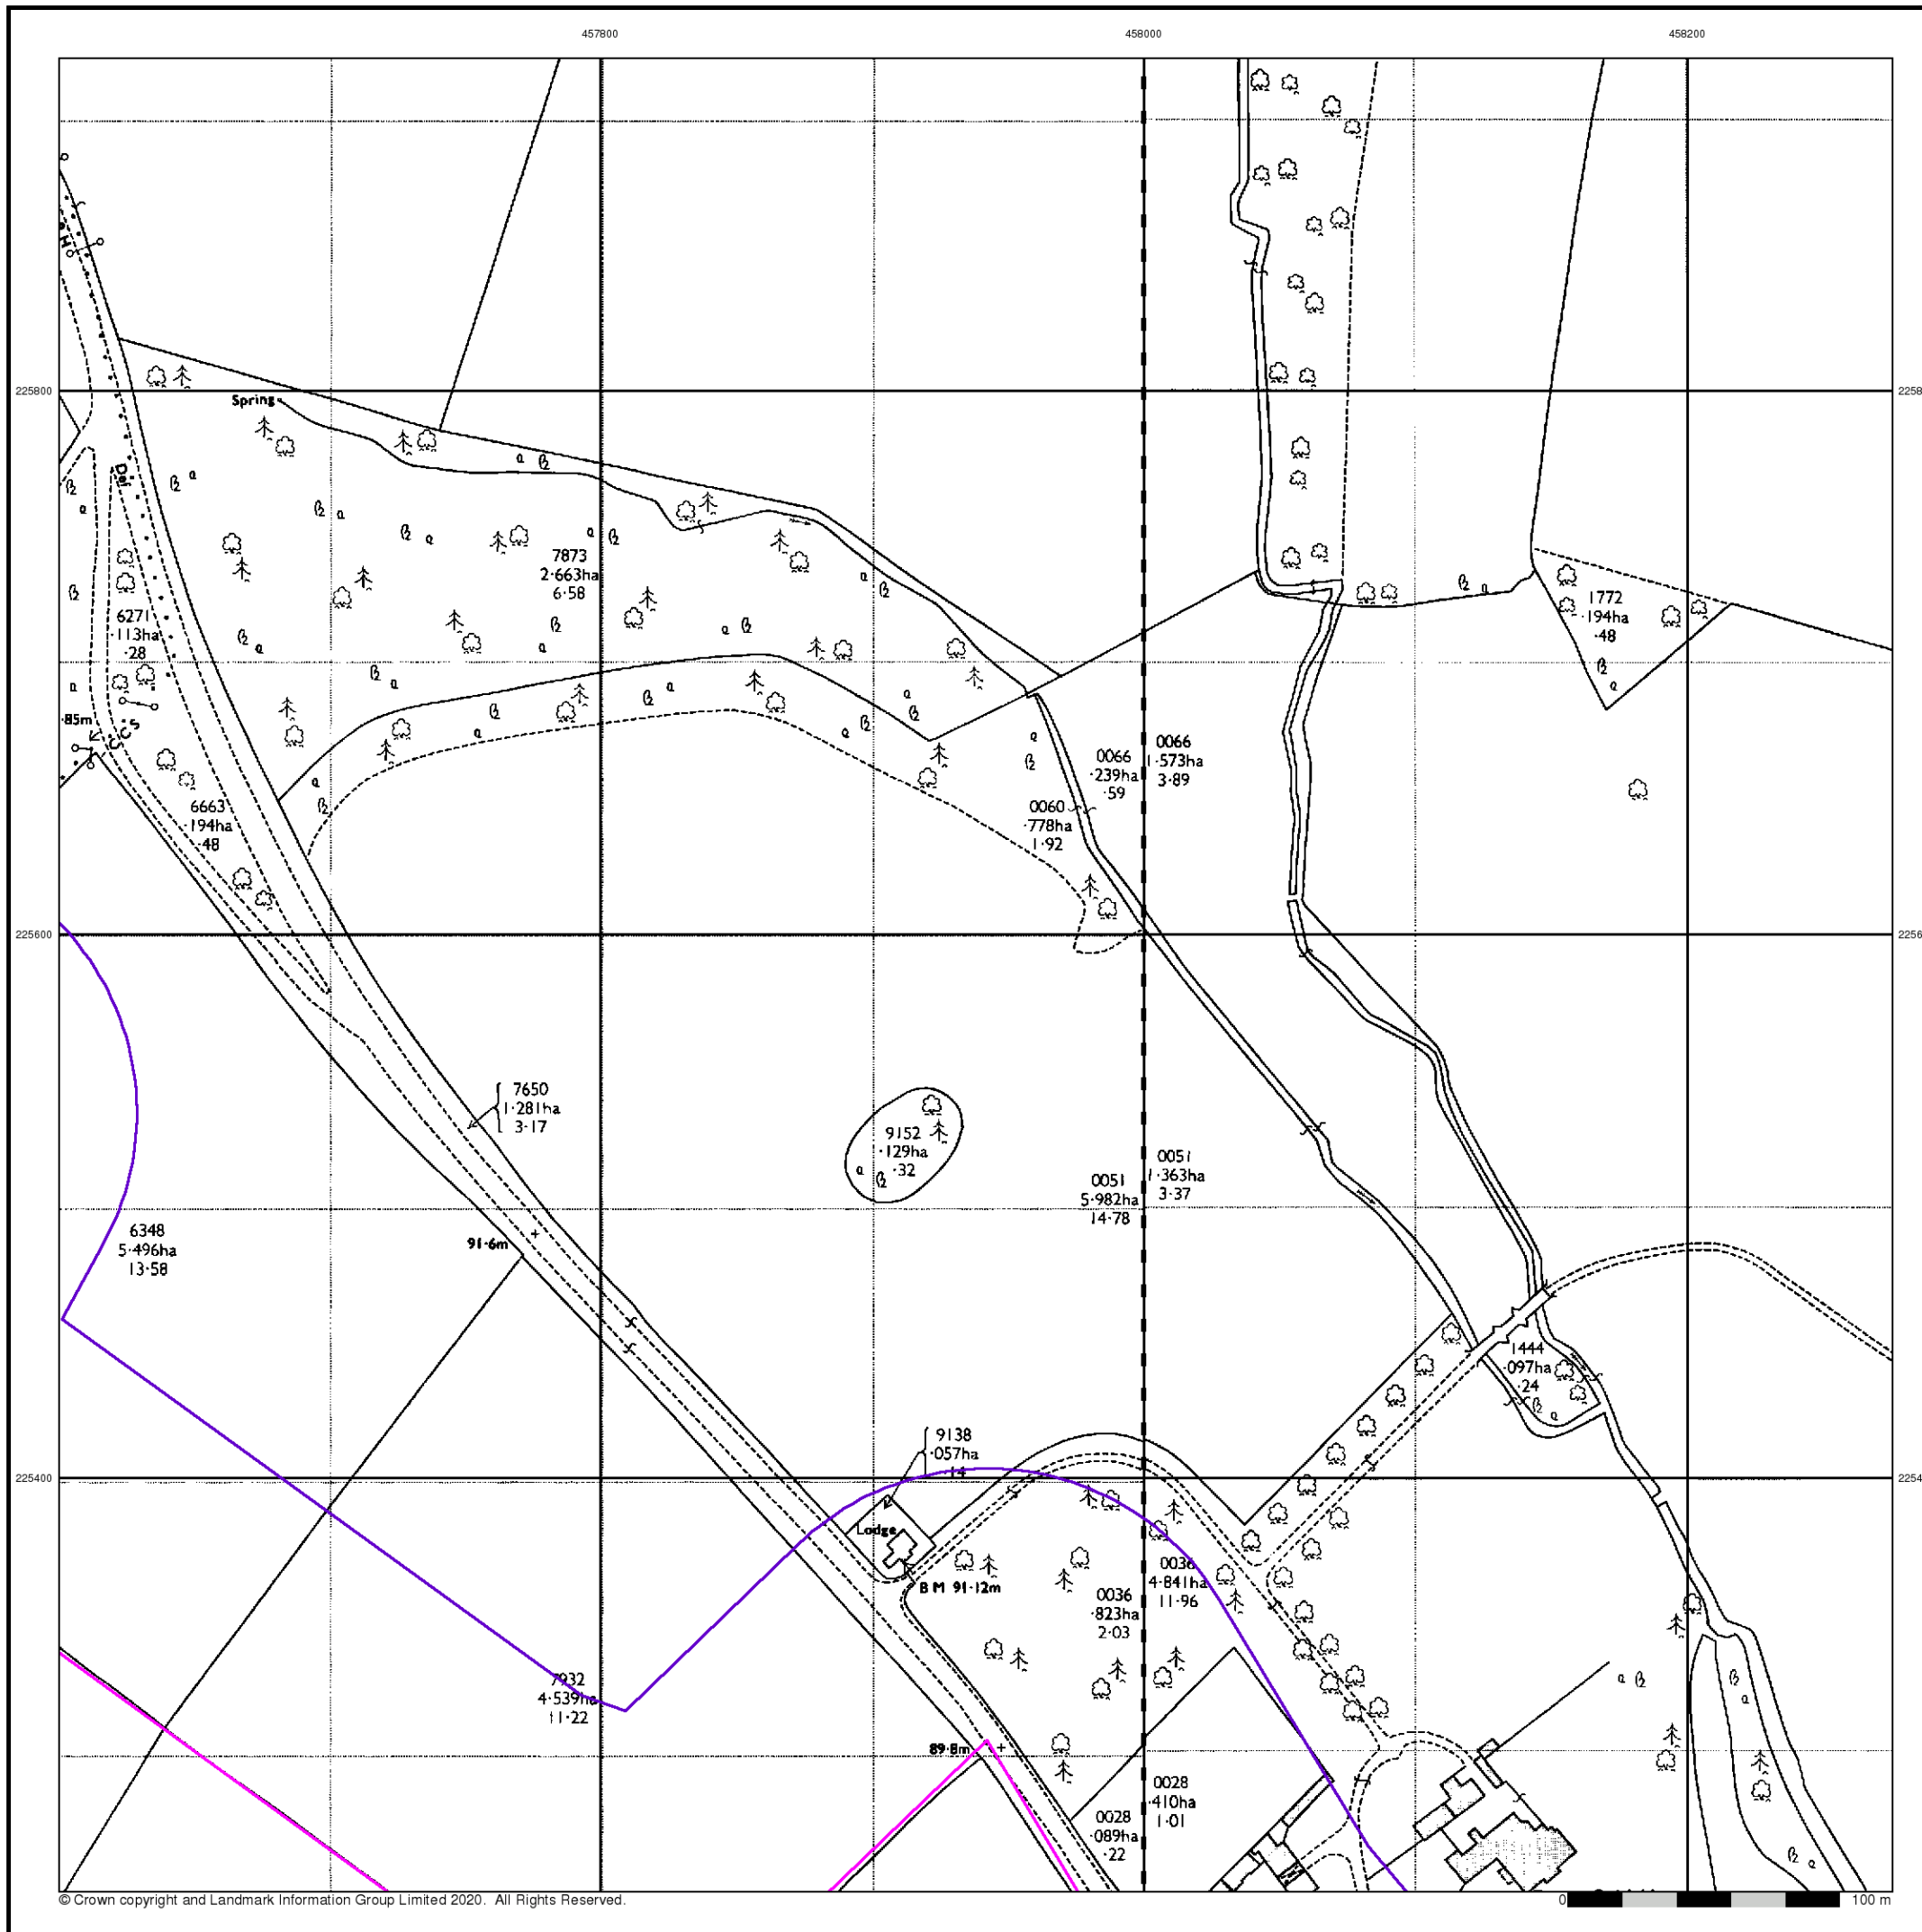 457800
458000
458200
225800
2258
Spring
Def
7873
2·663ha
6·58
6271
·113ha
·28
1772
·194ha
·48
·85m
CS
6663
·194ha
·48
0066
·239ha
·59
0066
1·573ha
3·89
0060
·778ha
1·92
225600
2256
7650
1·281ha
3·17
9152
·129ha
·32
0051
5·982ha
14·78
0051
1·363ha
3·37
6348
5·496ha
13·58
91·6m
1444
·097ha
·24
9138
·057ha
·14
225400
2254
Lodge
B M 91·12m
0036
·823ha
2·03
0036
4·841ha
11·96
7932
4·539ha
11·22
89·8m
0028
·089ha
·22
0028
·410ha
1·01
© Crown copyright and Landmark Information Group Limited 2020. All Rights Reserved.
0
100 m